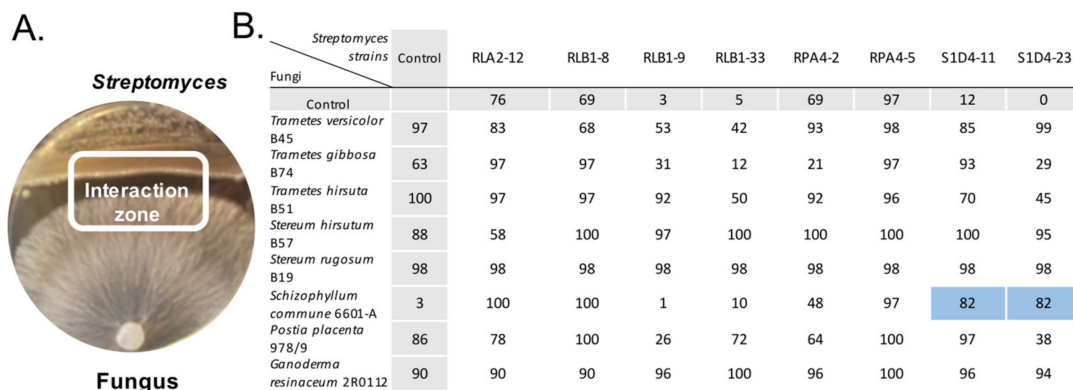 A.
Streptomyces
Interaction
zone
Fungus
B.
Streptomyces
strains
Fungi
Control RLA2-12 RLB1-8 RLB1-9 RLB1-33 RPA4-2 RPA4-5 S1D4-11 S1D4-23
Control 76 69 3 5 69 97 12 0
Trametes versicolor
B45 97 83 68 53 42 93 98 85 99
Trametes gibbosa
B74 63 97 97 31 12 21 97 93 29
Trametes hirsuta
B51 100 97 97 92 50 92 96 70 45
Stereum hirsutum
B57 88 58 100 97 100 100 100 100 95
Stereum rugosum
B19 98 98 98 98 98 98 98 98 98
Schizophyllum
commune 6601-A 3 100 100 1 10 48 97 82 82
Postia placenta
978/9 86 78 100 26 72 64 100 97 38
Ganoderma
resinaceum 2R0112 90 90 90 96 100 96 100 96 94